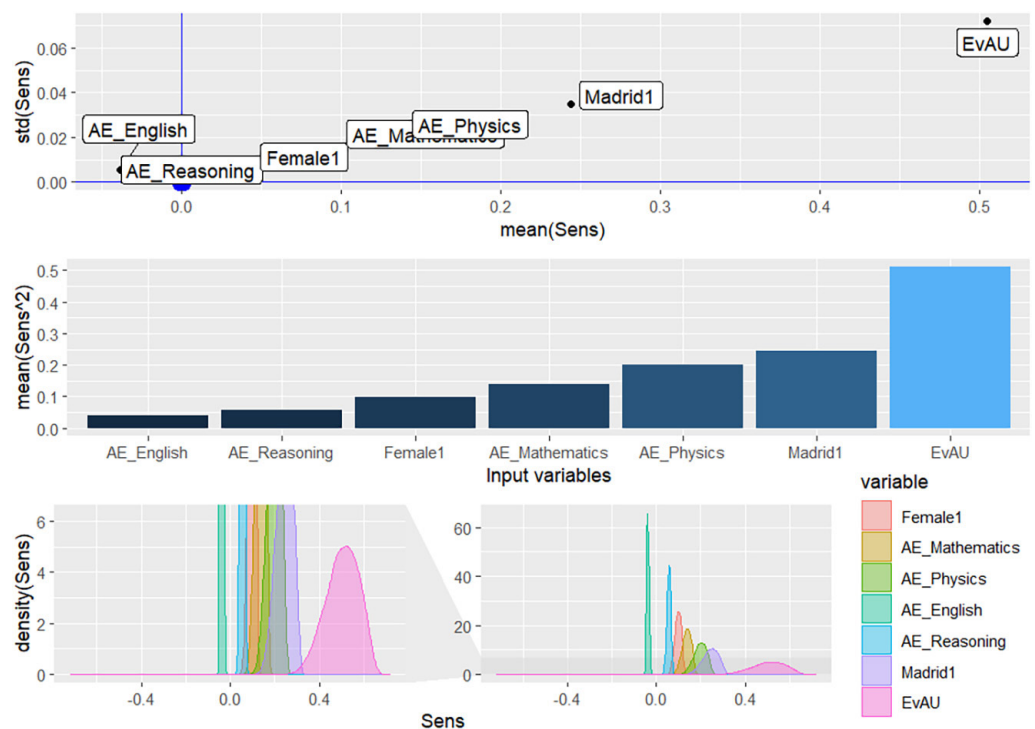 std(Sens)
0.06
0.04
0.02
0.00
EvAU
Madrid1
AE_English
AE_Mathematics
AE_Physics
Female1
AE_Reasoning
0.0 0.1 0.2 0.3 0.4 0.5
mean(Sens)
mean(Sens^2)
0.5
0.4
0.3
0.2
0.1
0.0
AE_English AE_Reasoning Female1 AE_Mathematics AE_Physics Madrid1 EvAU
Input variables
density(Sens)
6
4
2
0
-0.4 0.0 0.4
60
40
20
0
-0.4 0.0 0.4
Sens
variable
Female1
AE_Mathematics
AE_Physics
AE_English
AE_Reasoning
Madrid1
EvAU